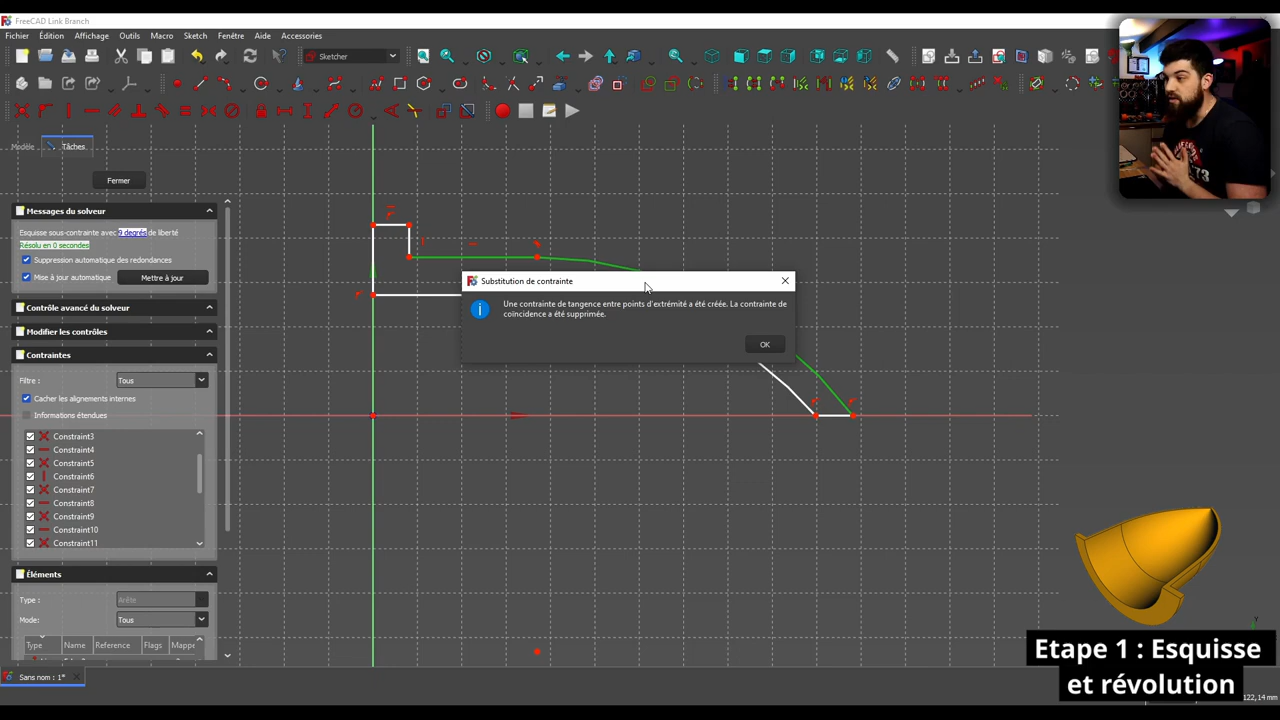 FreeCAD Link Branch
Fichier Édition Affichage Outils Macro Sketch Fenêtre Aide Accessoires
Sketcher
Modèle Tâches
Fermer
Messages du solveur
Esquisse sous-contrainte avec 9 degrés de liberté
Résolu en 0 secondes
Suppression automatique des redondances
Mise à jour automatique Mettre à jour
Contrôle avancé du solveur
Modifier les contrôles
Contraintes
Filtre : Tous
Cacher les alignements internes
Informations étendues
Constraint3
Constraint4
Constraint5
Constraint6
Constraint7
Constraint8
Constraint9
Constraint10
Constraint11
Éléments
Type : Arête
Mode: Tous
Type Name Reference Flags Mappe
Sans nom : 1*
Substitution de contrainte
Une contrainte de tangence entre points d'extrémité a été créée. La contrainte de
coïncidence a été supprimée.
OK
Etape 1 : Esquisse
et révolution
122,14 mm